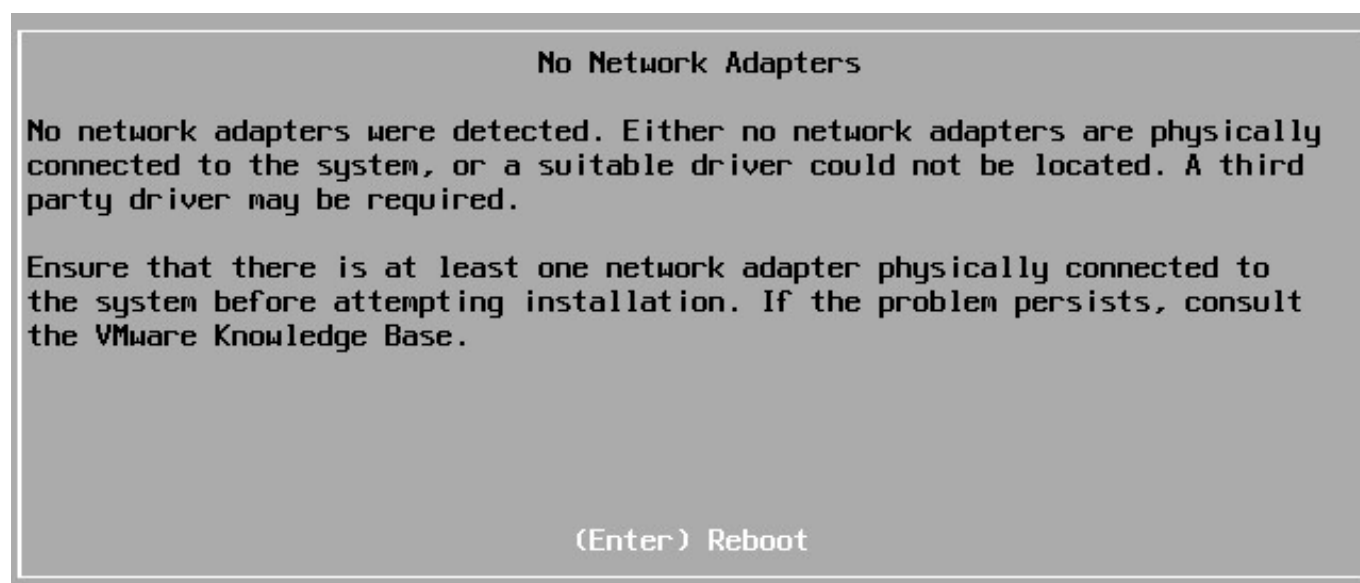 No Network Adapters
No network adapters were detected. Either no network adapters are physically
connected to the system, or a suitable driver could not be located. A third
party driver may be required.
Ensure that there is at least one network adapter physically connected to
the system before attempting installation. If the problem persists, consult
the VMware Knowledge Base.
(Enter) Reboot